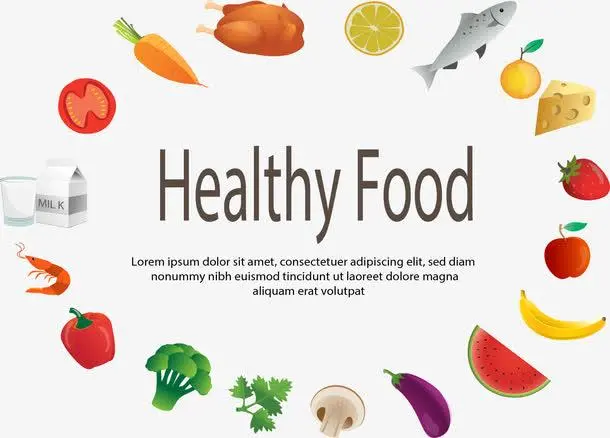 Healthy Food
MILK
Lorem ipsum dolor sit amet, consectetuer adipiscing elit, sed diam
nonummy nibh euismod tincidunt ut laoreet dolore magna
aliquam erat volutpat